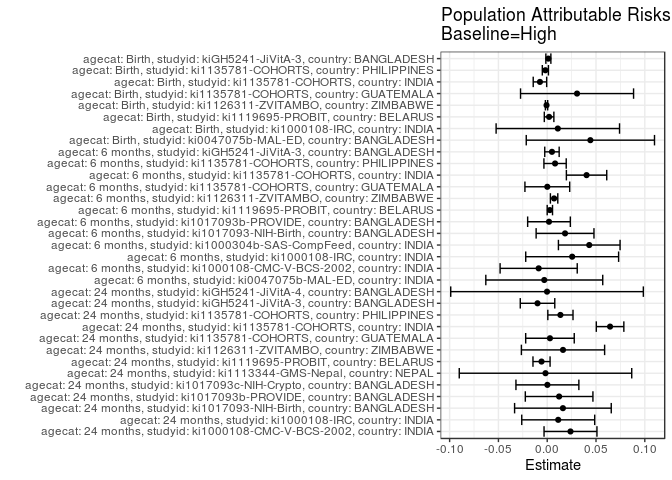 Population Attributable Risks
Baseline=High
agecat: Birth, studyid: kiGH5241-JiVitA-3, country: BANGLADESH
agecat: Birth, studyid: ki1135781-COHORTS, country: PHILIPPINES
agecat: Birth, studyid: ki1135781-COHORTS, country: INDIA
agecat: Birth, studyid: ki1135781-COHORTS, country: GUATEMALA
agecat: Birth, studyid: ki1126311-ZVITAMBO, country: ZIMBABWE
agecat: Birth, studyid: ki1119695-PROBIT, country: BELARUS
agecat: Birth, studyid: ki1000108-IRC, country: INDIA
agecat: Birth, studyid: ki0047075b-MAL-ED, country: BANGLADESH
agecat: 6 months, studyid: kiGH5241-JiVitA-3, country: BANGLADESH
agecat: 6 months, studyid: ki1135781-COHORTS, country: PHILIPPINES
agecat: 6 months, studyid: ki1135781-COHORTS, country: INDIA
agecat: 6 months, studyid: ki1135781-COHORTS, country: GUATEMALA
agecat: 6 months, studyid: ki1126311-ZVITAMBO, country: ZIMBABWE
agecat: 6 months, studyid: ki1119695-PROBIT, country: BELARUS
agecat: 6 months, studyid: ki1017093b-PROVIDE, country: BANGLADESH
agecat: 6 months, studyid: ki1017093-NIH-Birth, country: BANGLADESH
agecat: 6 months, studyid: ki1000304b-SAS-CompFeed, country: INDIA
agecat: 6 months, studyid: ki1000108-IRC, country: INDIA
agecat: 6 months, studyid: ki1000108-CMC-V-BCS-2002, country: INDIA
agecat: 6 months, studyid: ki0047075b-MAL-ED, country: INDIA
agecat: 24 months, studyid: kiGH5241-JiVitA-4, country: BANGLADESH
agecat: 24 months, studyid: kiGH5241-JiVitA-3, country: BANGLADESH
agecat: 24 months, studyid: ki1135781-COHORTS, country: PHILIPPINES
agecat: 24 months, studyid: ki1135781-COHORTS, country: INDIA
agecat: 24 months, studyid: ki1135781-COHORTS, country: GUATEMALA
agecat: 24 months, studyid: ki1126311-ZVITAMBO, country: ZIMBABWE
agecat: 24 months, studyid: ki1119695-PROBIT, country: BELARUS
agecat: 24 months, studyid: ki1113344-GMS-Nepal, country: NEPAL
agecat: 24 months, studyid: ki1017093c-NIH-Crypto, country: BANGLADESH
agecat: 24 months, studyid: ki1017093b-PROVIDE, country: BANGLADESH
agecat: 24 months, studyid: ki1017093-NIH-Birth, country: BANGLADESH
agecat: 24 months, studyid: ki1000108-IRC, country: INDIA
agecat: 24 months, studyid: ki1000108-CMC-V-BCS-2002, country: INDIA
-0.10 -0.05 0.00 0.05 0.10
Estimate